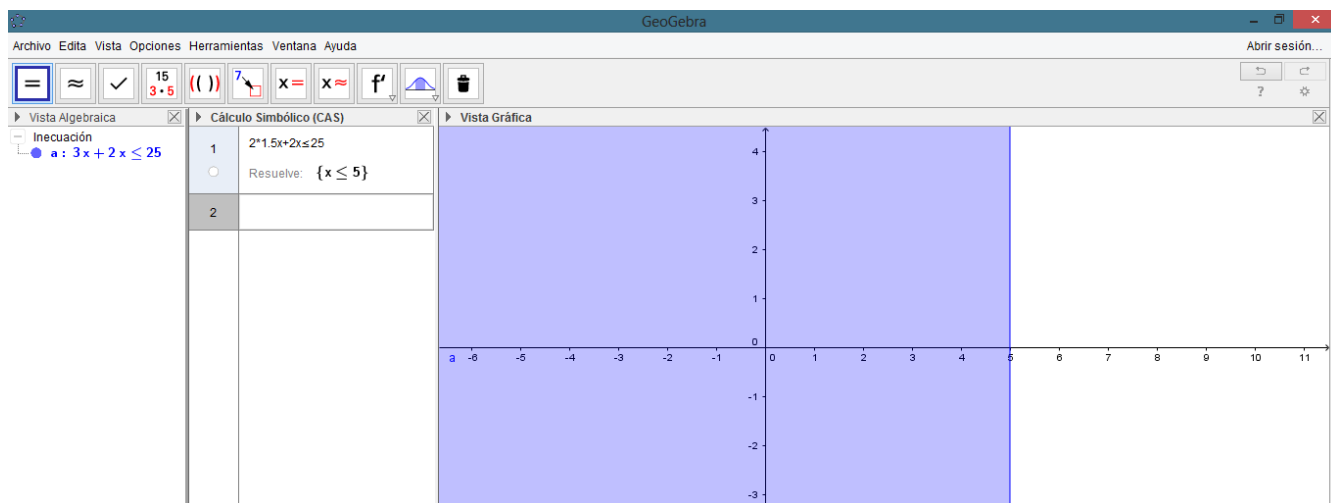 GeoGebra
Archivo Edita Vista Opciones Herramientas Ventana Ayuda
Abrir sesión...
= ≈ ✓ 15 3•5 (( )) 7 x= x≈ f'
?
Vista Algebraica
Inecuación
a : 3 x + 2 x ≤ 25
Cálculo Simbólico (CAS)
1
2*1.5x+2x≤25
Resuelve: {x ≤ 5}
2
Vista Gráfica
4
3
2
1
0
a -6 -5 -4 -3 -2 -1 0 1 2 3 4 5 6 7 8 9 10 11
-1
-2
-3